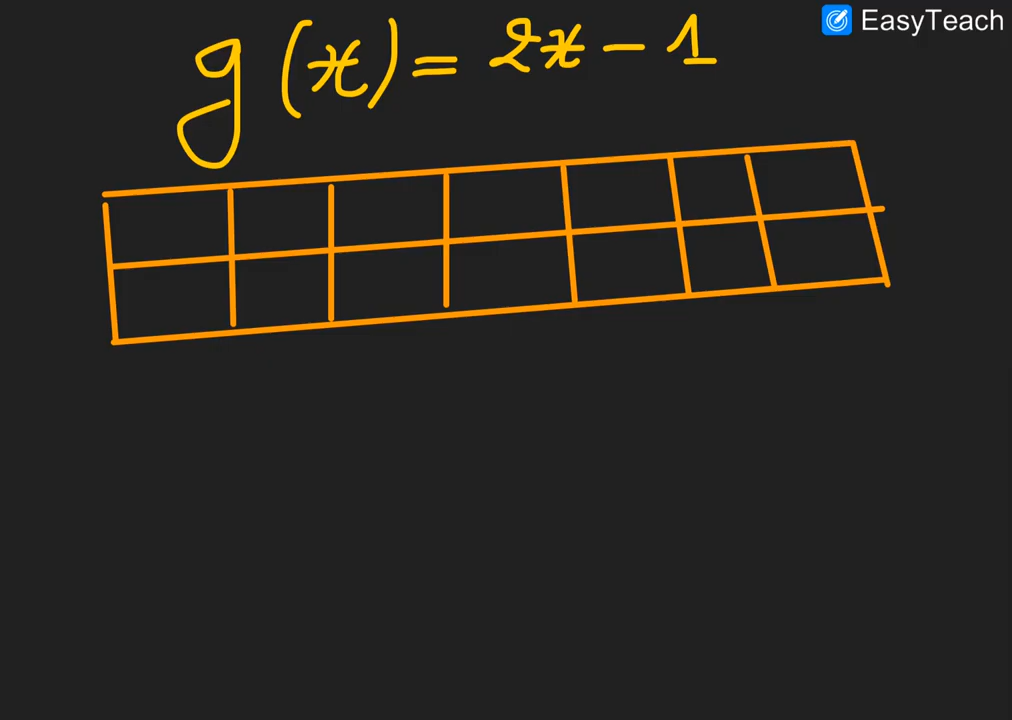 EasyTeach
g(x) = 2x - 1